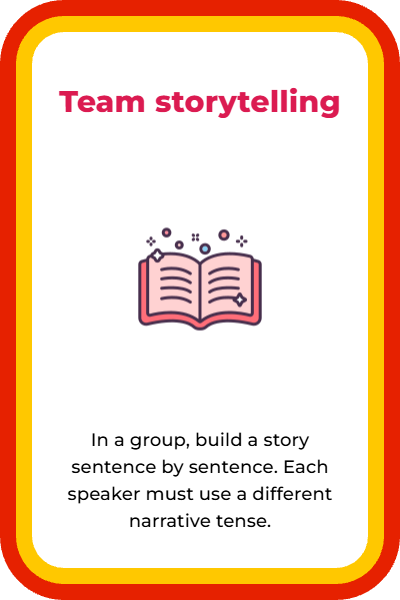 Team storytelling
In a group, build a story
sentence by sentence. Each
speaker must use a different
narrative tense.